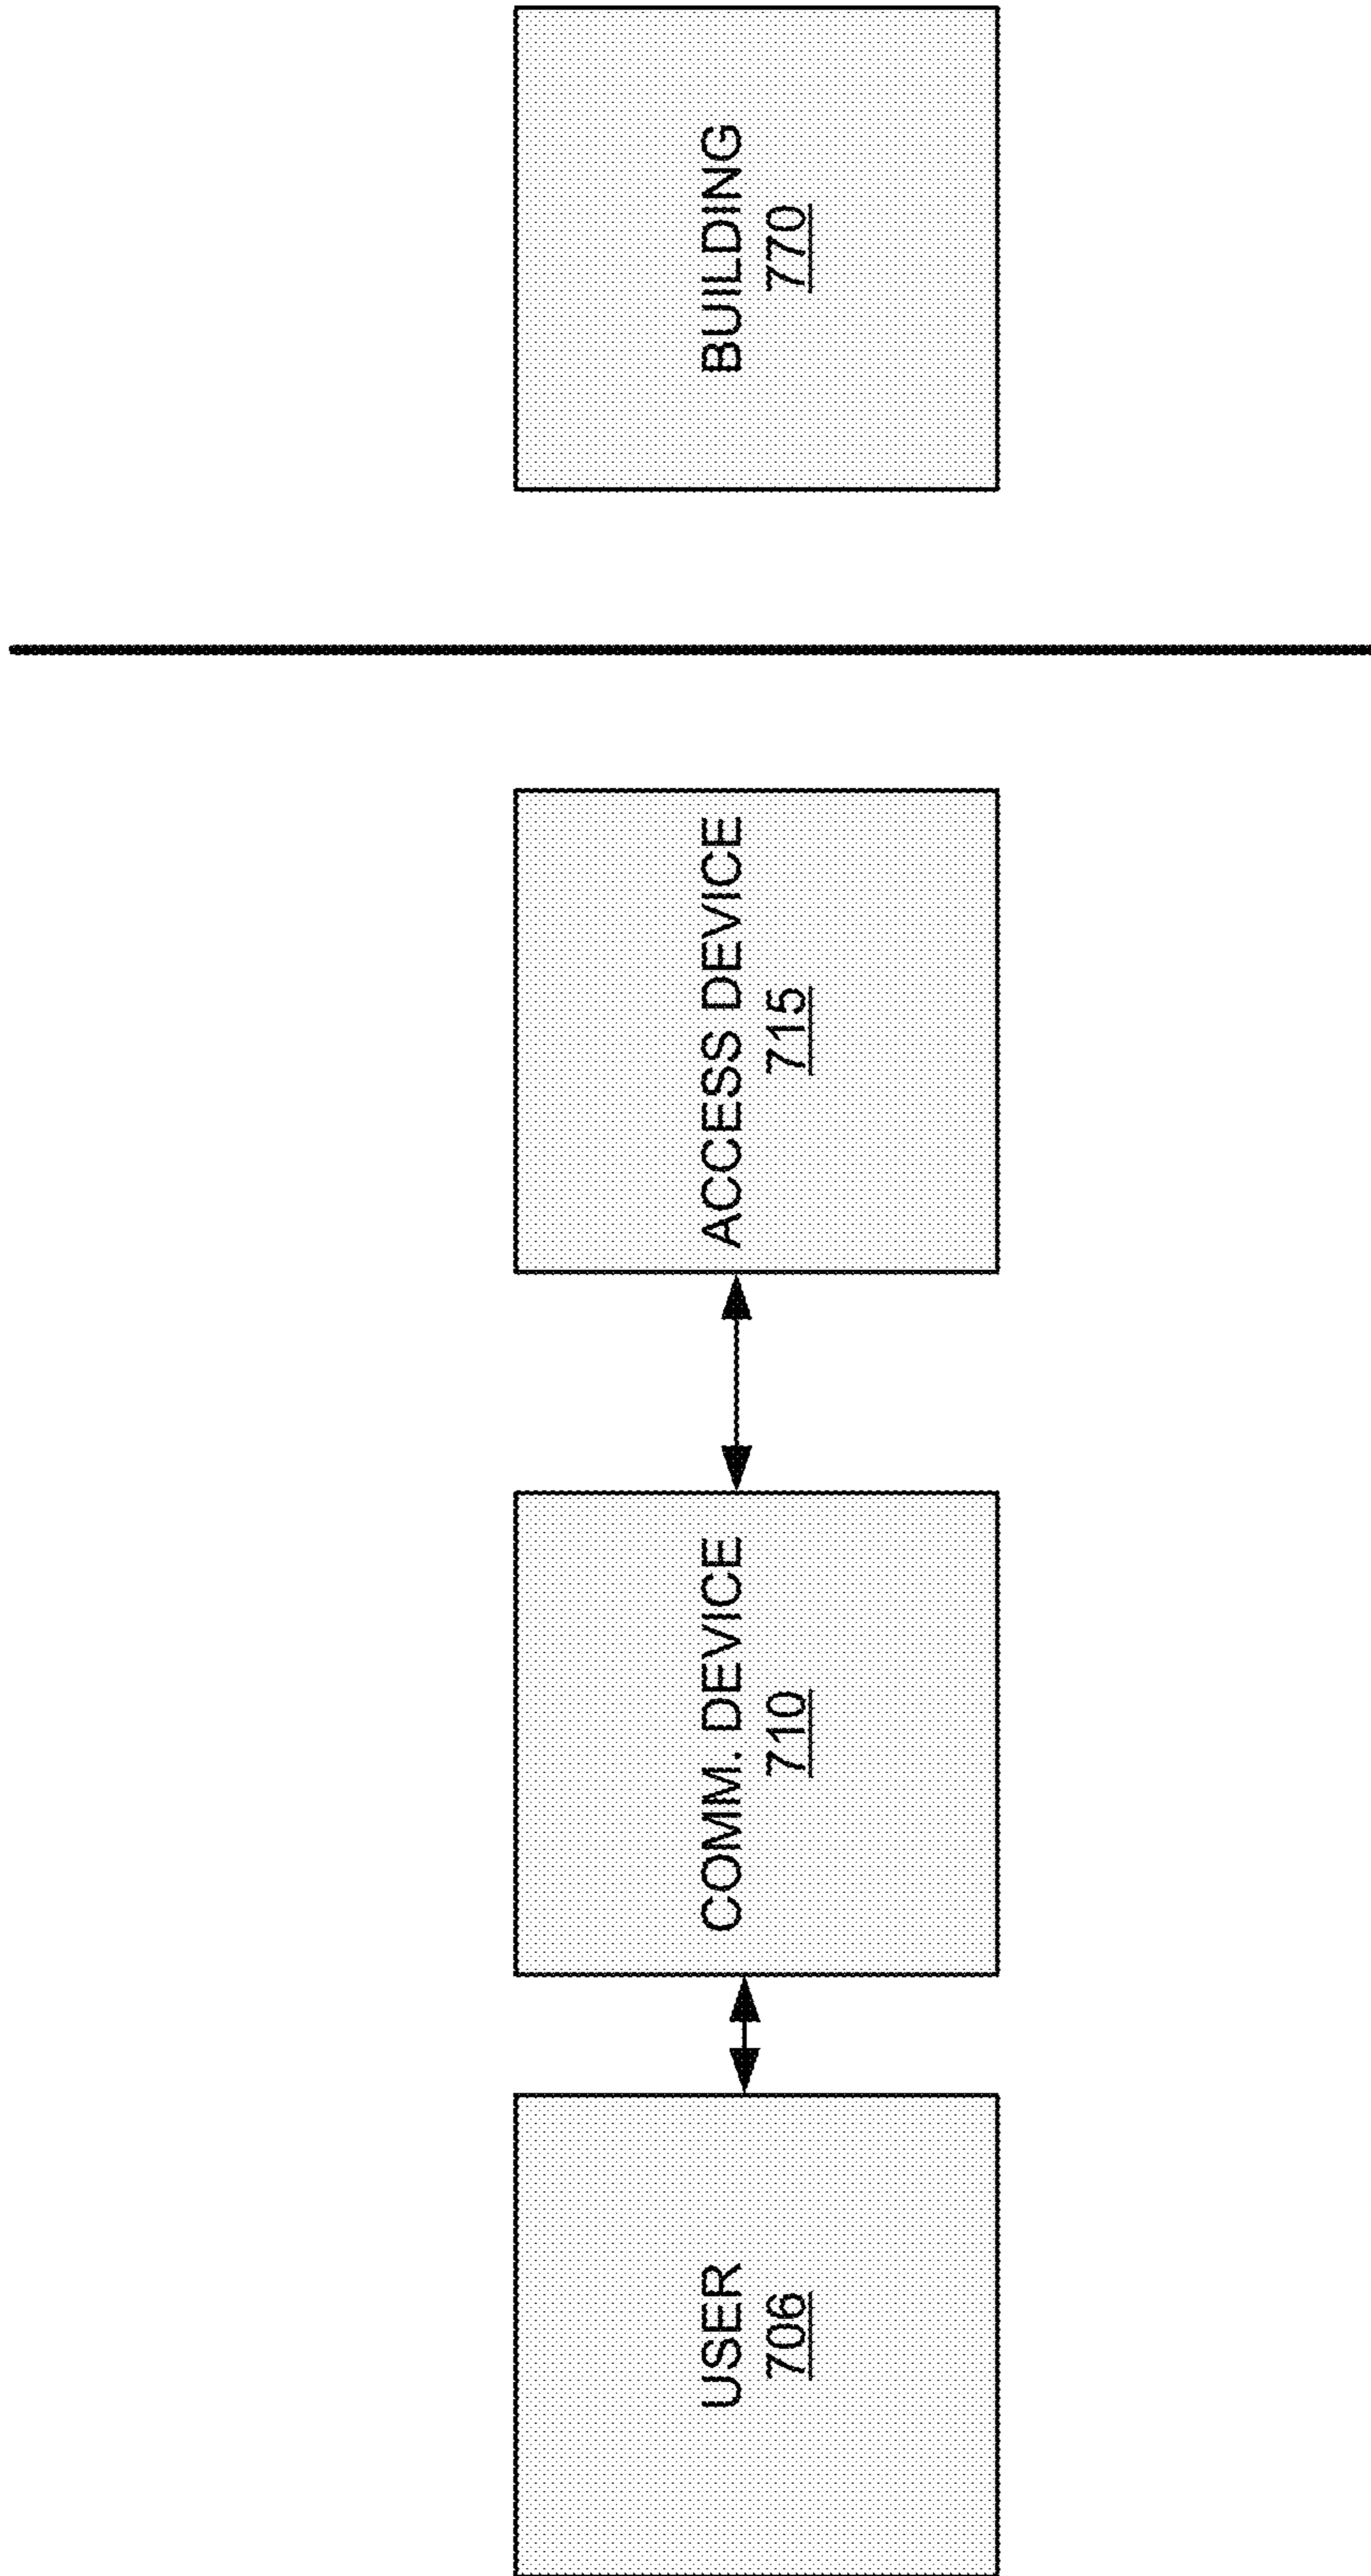 USER
706
COMM. DEVICE
710
ACCESS DEVICE
715
BUILDING
770